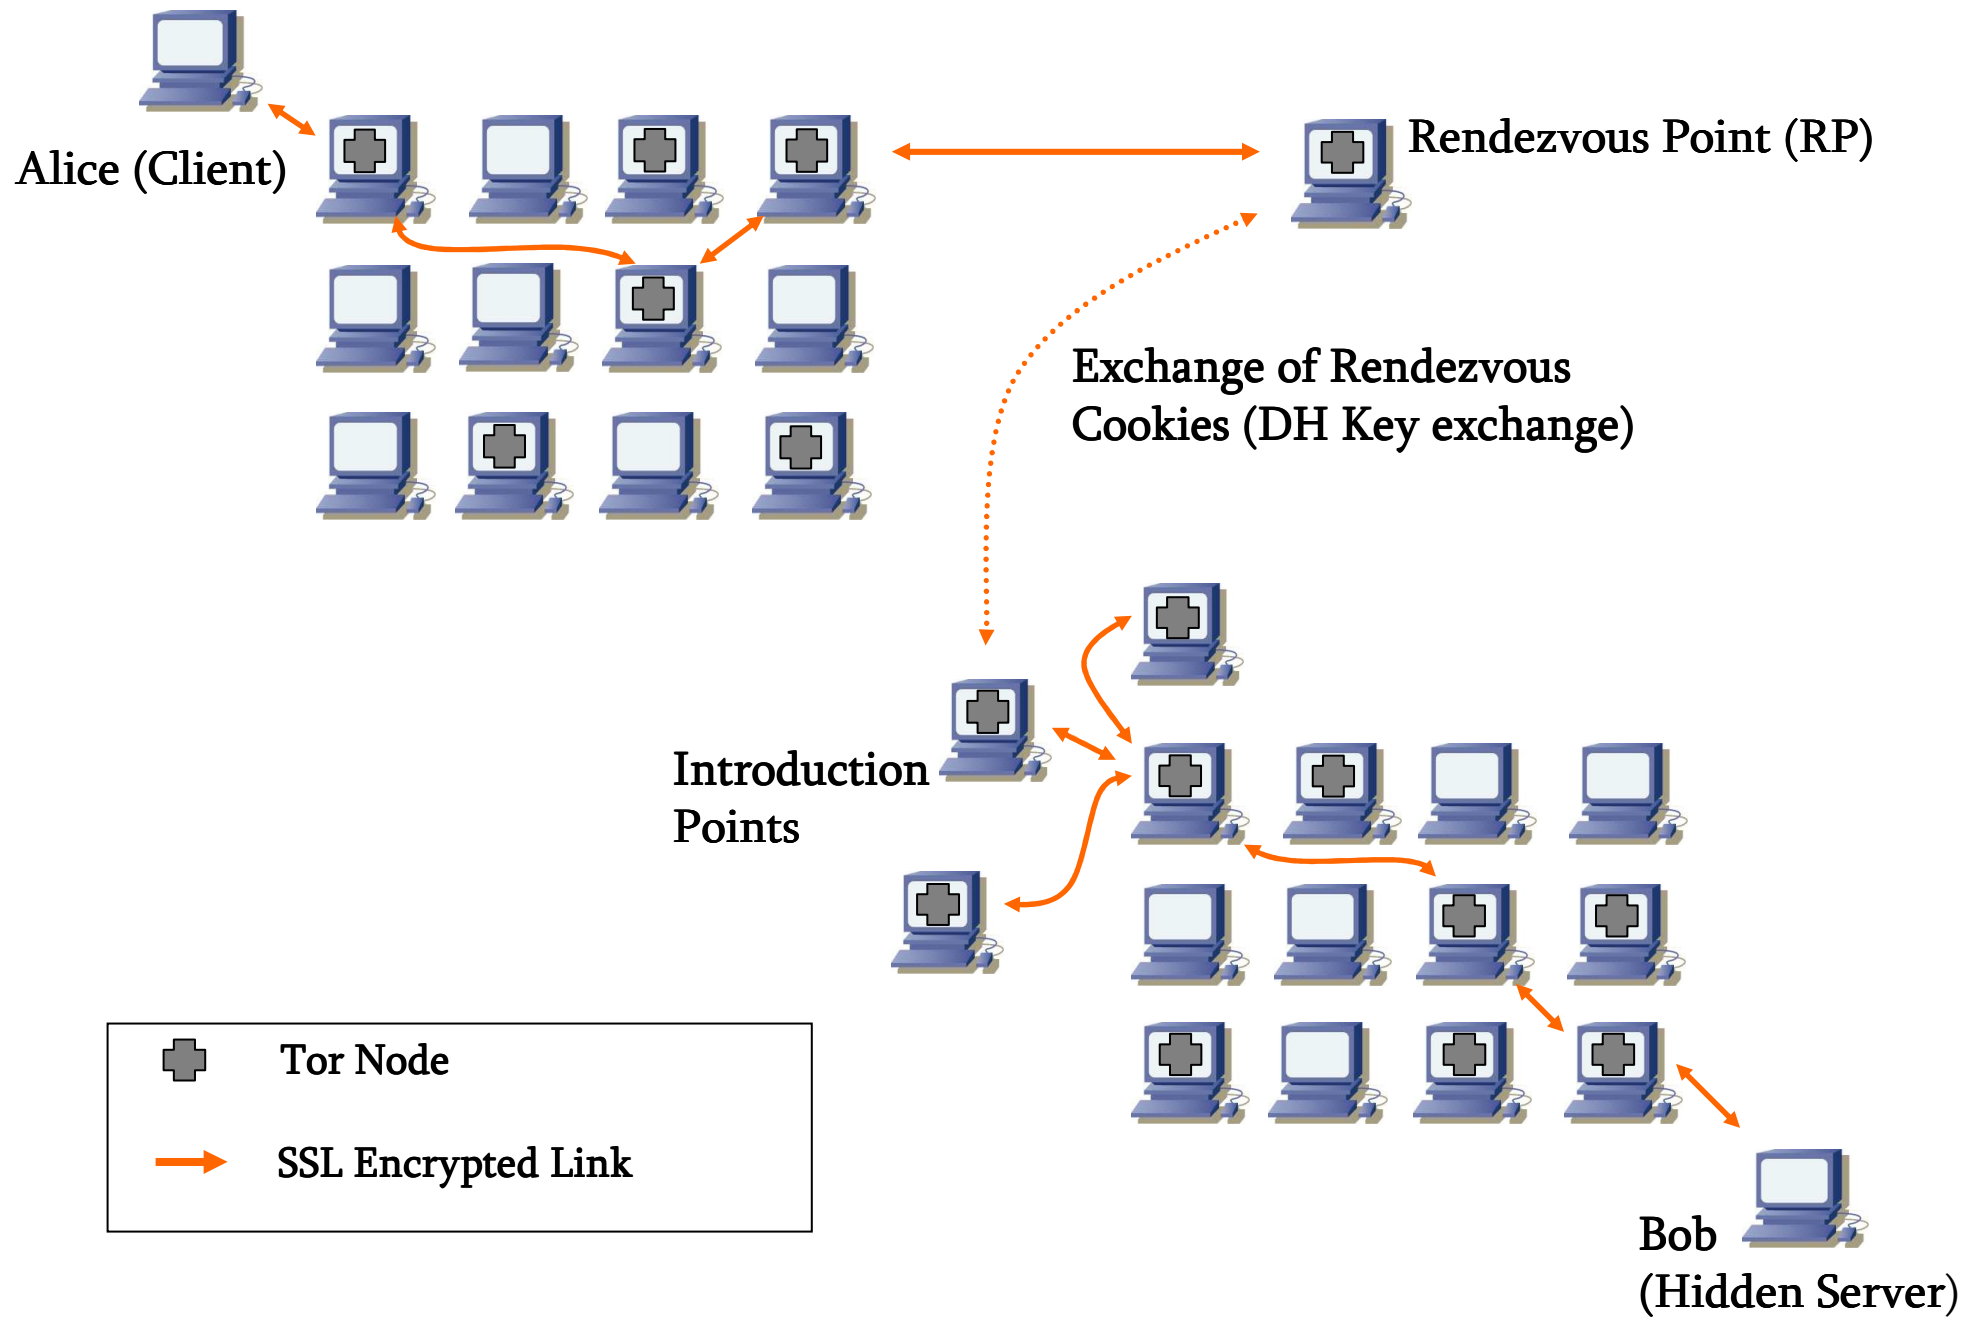 Alice (Client)
Rendezvous Point (RP)
Exchange of Rendezvous
Cookies (DH Key exchange)
Introduction
Points
Tor Node
SSL Encrypted Link
Bob
(Hidden Server)